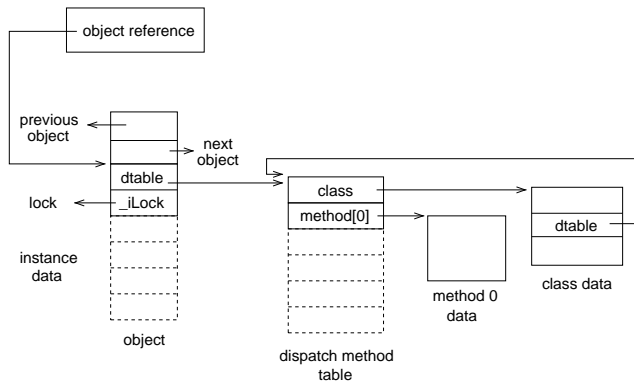 object reference
previous
object
next
object
dtable
lock
_iLock
instance
data
object
class
method[0]
dispatch method
table
method 0
data
dtable
class data